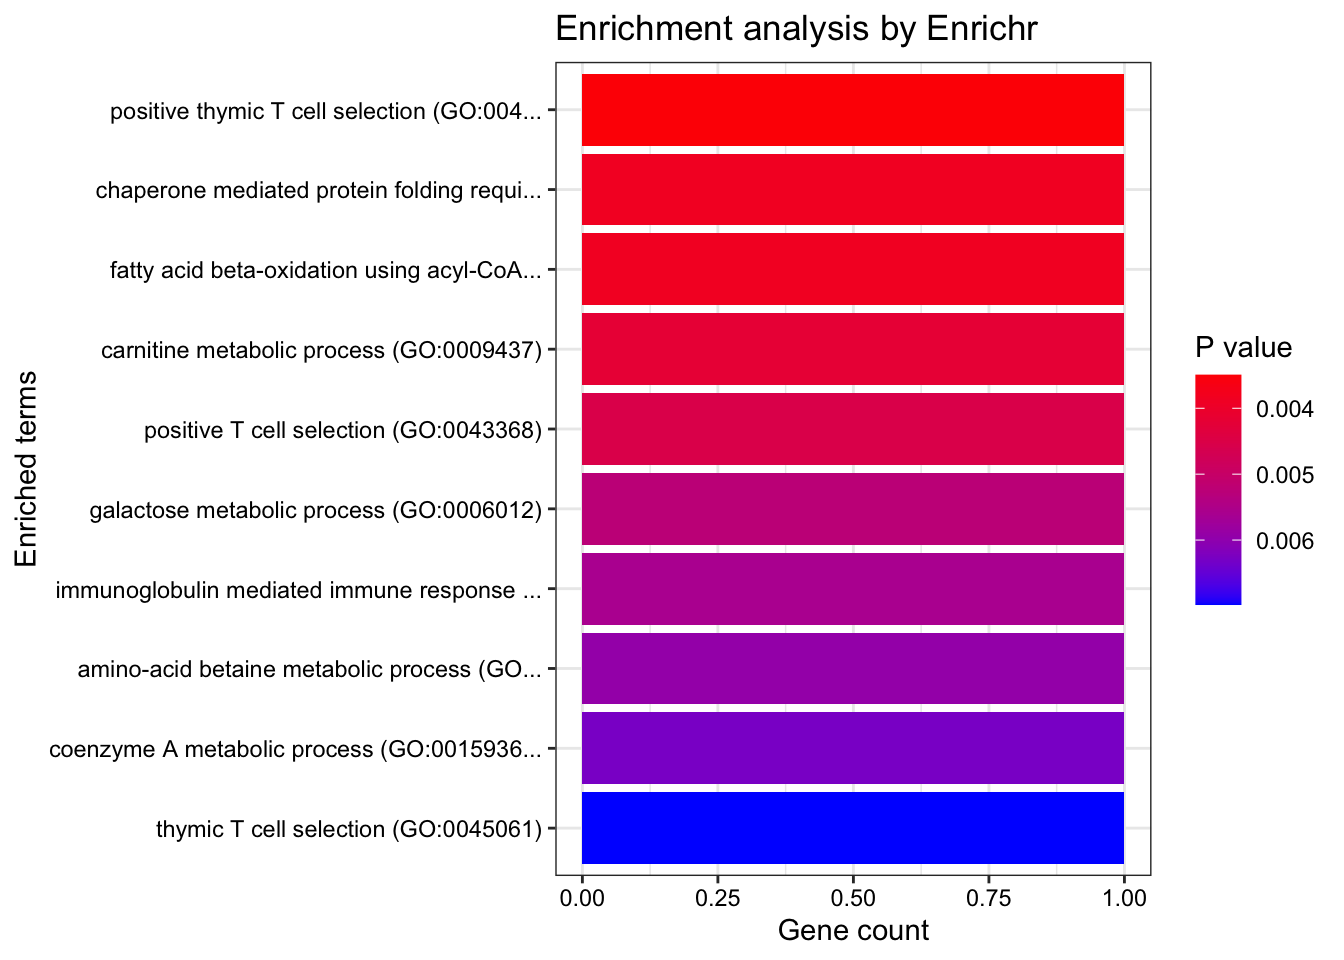 Enrichment analysis by Enrichr
positive thymic T cell selection (GO:004...
chaperone mediated protein folding requi...
fatty acid beta-oxidation using acyl-CoA...
carnitine metabolic process (GO:0009437)
positive T cell selection (GO:0043368)
galactose metabolic process (GO:0006012)
immunoglobulin mediated immune response ...
amino-acid betaine metabolic process (GO...
coenzyme A metabolic process (GO:0015936...
thymic T cell selection (GO:0045061)
Enriched terms
0.00 0.25 0.50 0.75 1.00
Gene count
P value
0.004
0.005
0.006